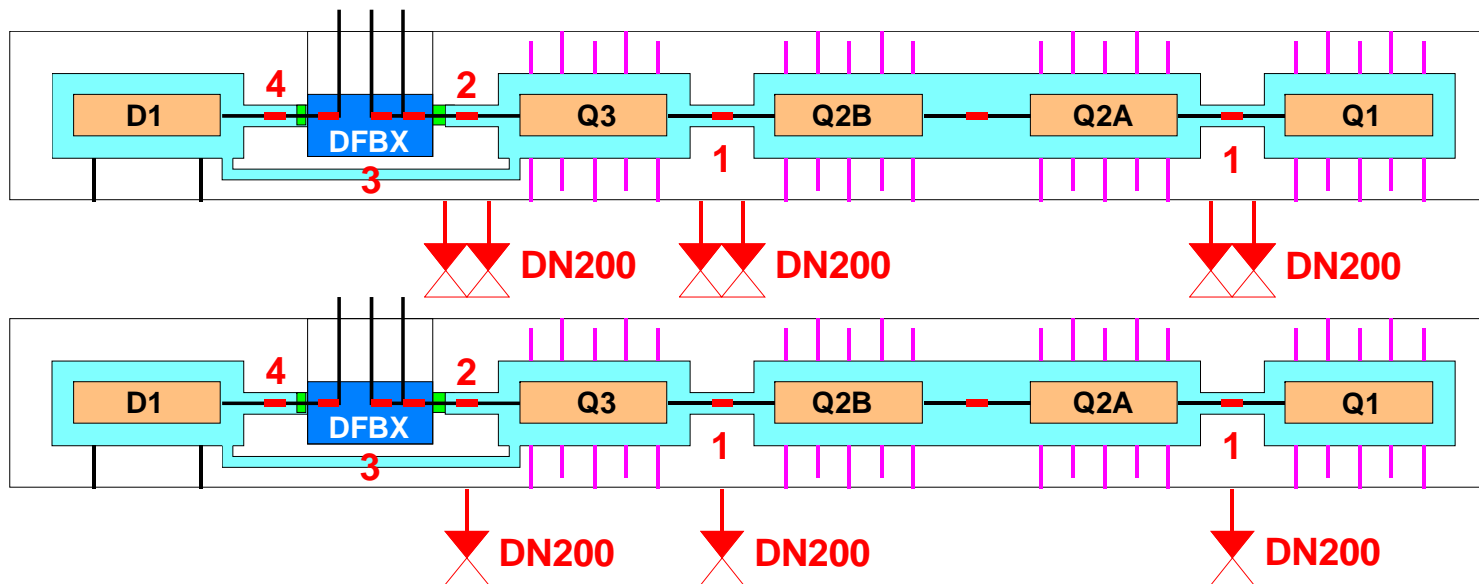 4 2
D1 Q3 Q2B Q2A Q1
DFBX
3 1 1
DN200 DN200 DN200
4 2
D1 Q3 Q2B Q2A Q1
DFBX
3 1 1
DN200 DN200 DN200